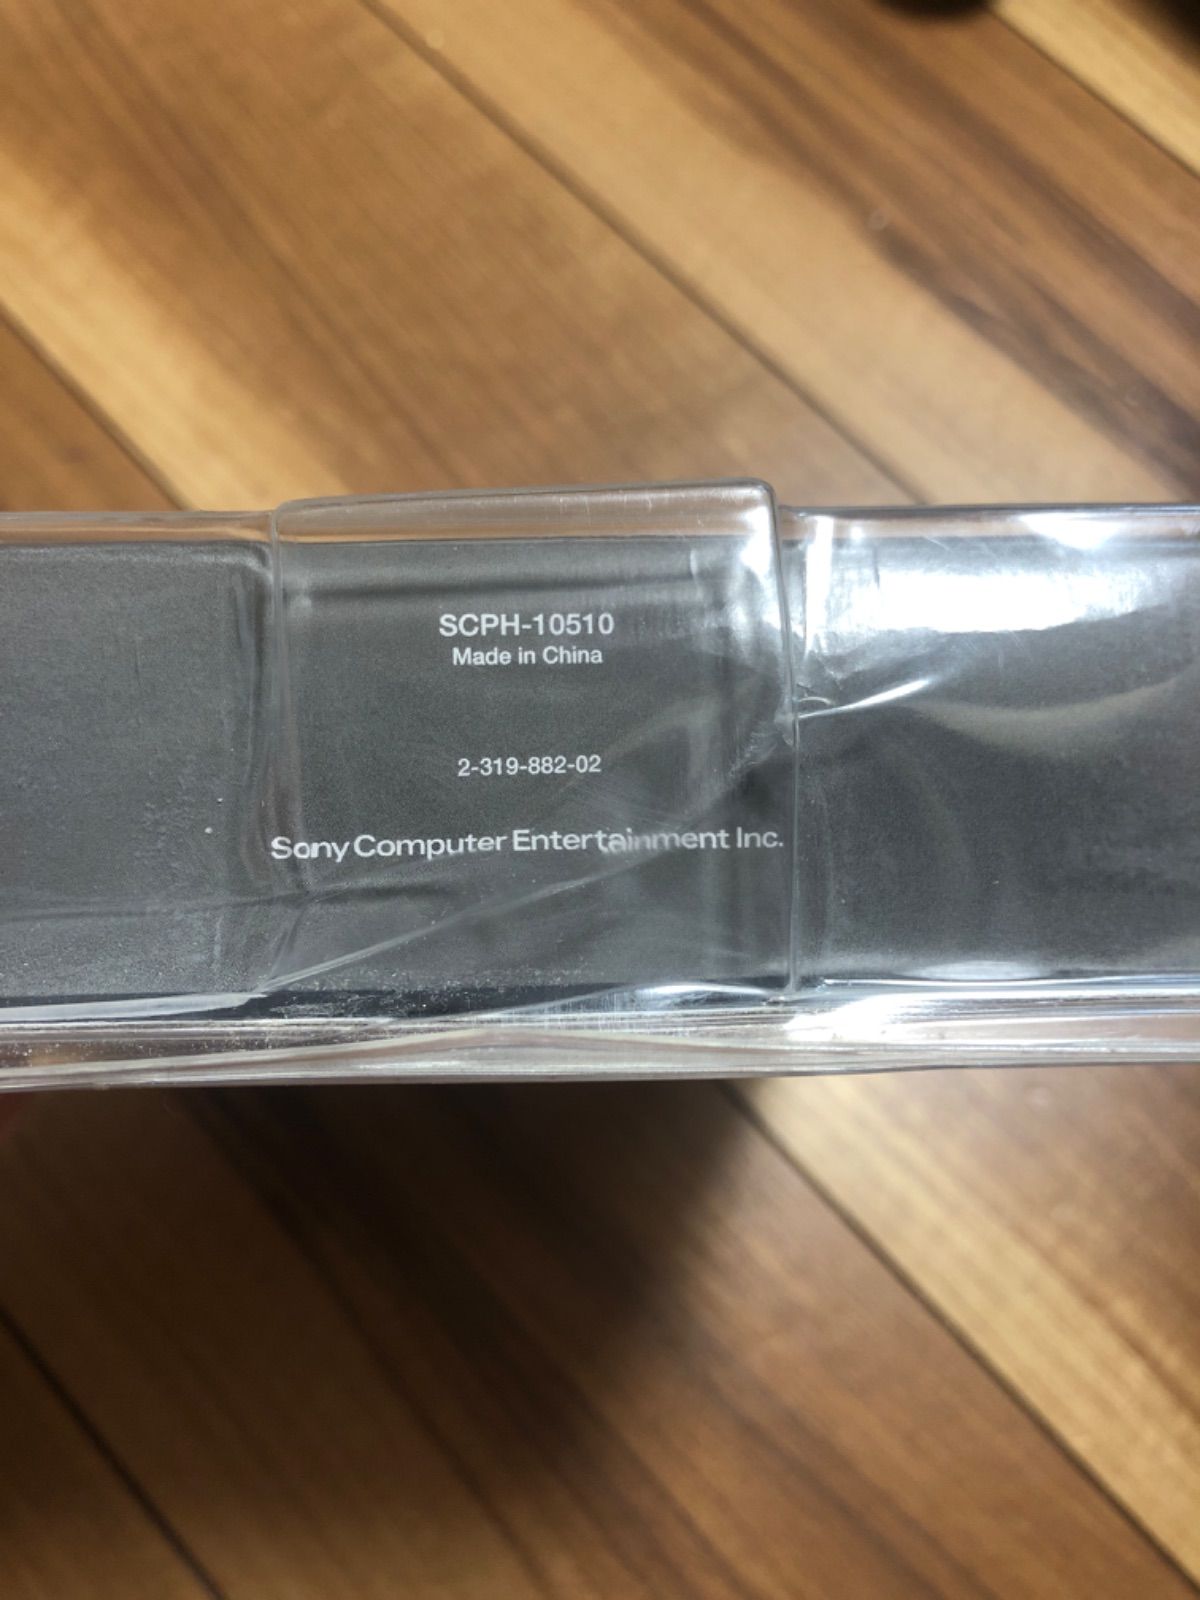 SCPH-10510
Made in China
2-319-882-02
Sony Computer Entertainment Inc.